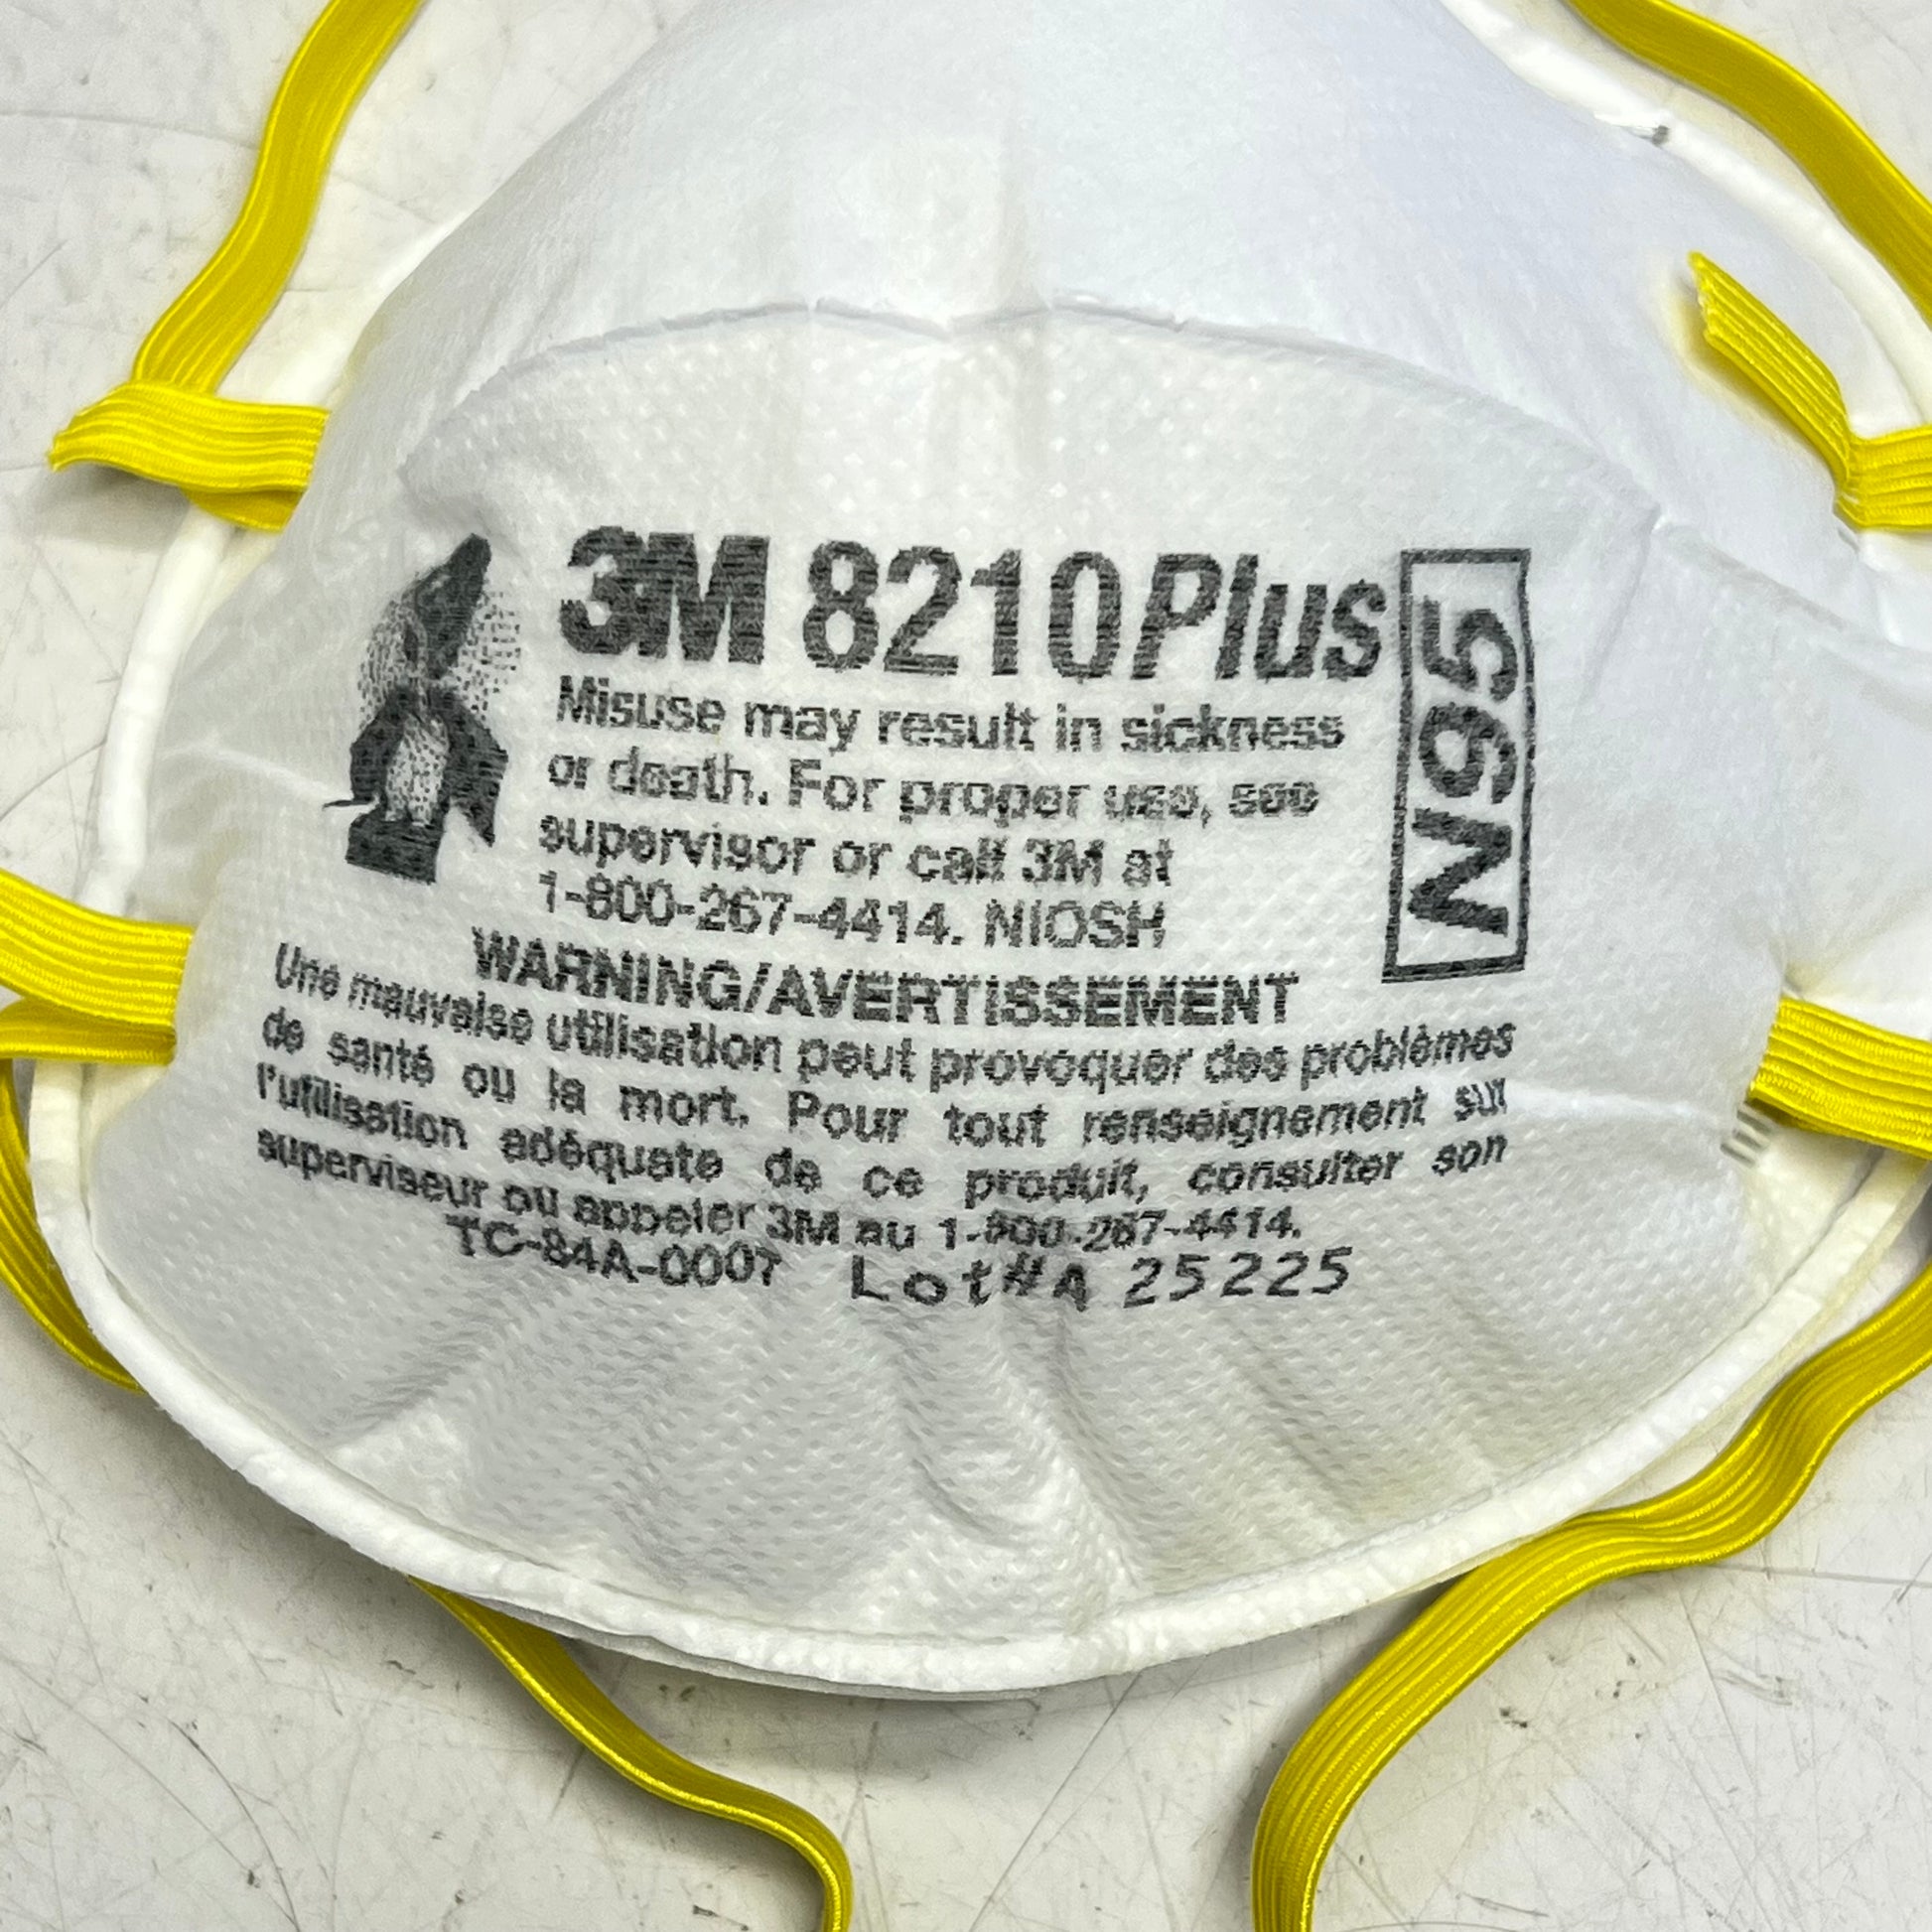 3M 8210Plus
N95
Misuse may result in sickness
or death. For proper use, see
supervisor or call 3M at
1-800-267-4414. NIOSH
WARNING/AVERTISSEMENT
Une mauvaise utilisation peut provoquer des problèmes
de santé ou la mort. Pour tout renseignement sur
l'utilisation adéquate de ce produit, consulter son
superviseur ou appeler 3M au 1-800-267-4414.
TC-84A-0007 Lot#A 25225